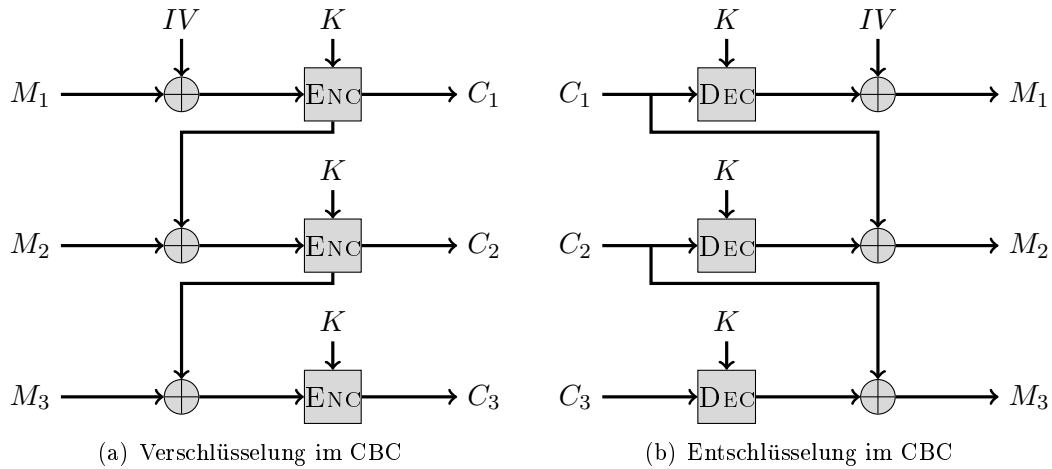 IV K K IV
M1 ENC C1 C1 DEC M1
K K
M2 ENC C2 C2 DEC M2
K K
M3 ENC C3 C3 DEC M3
(a) Verschlüsselung im CBC (b) Entschlüsselung im CBC